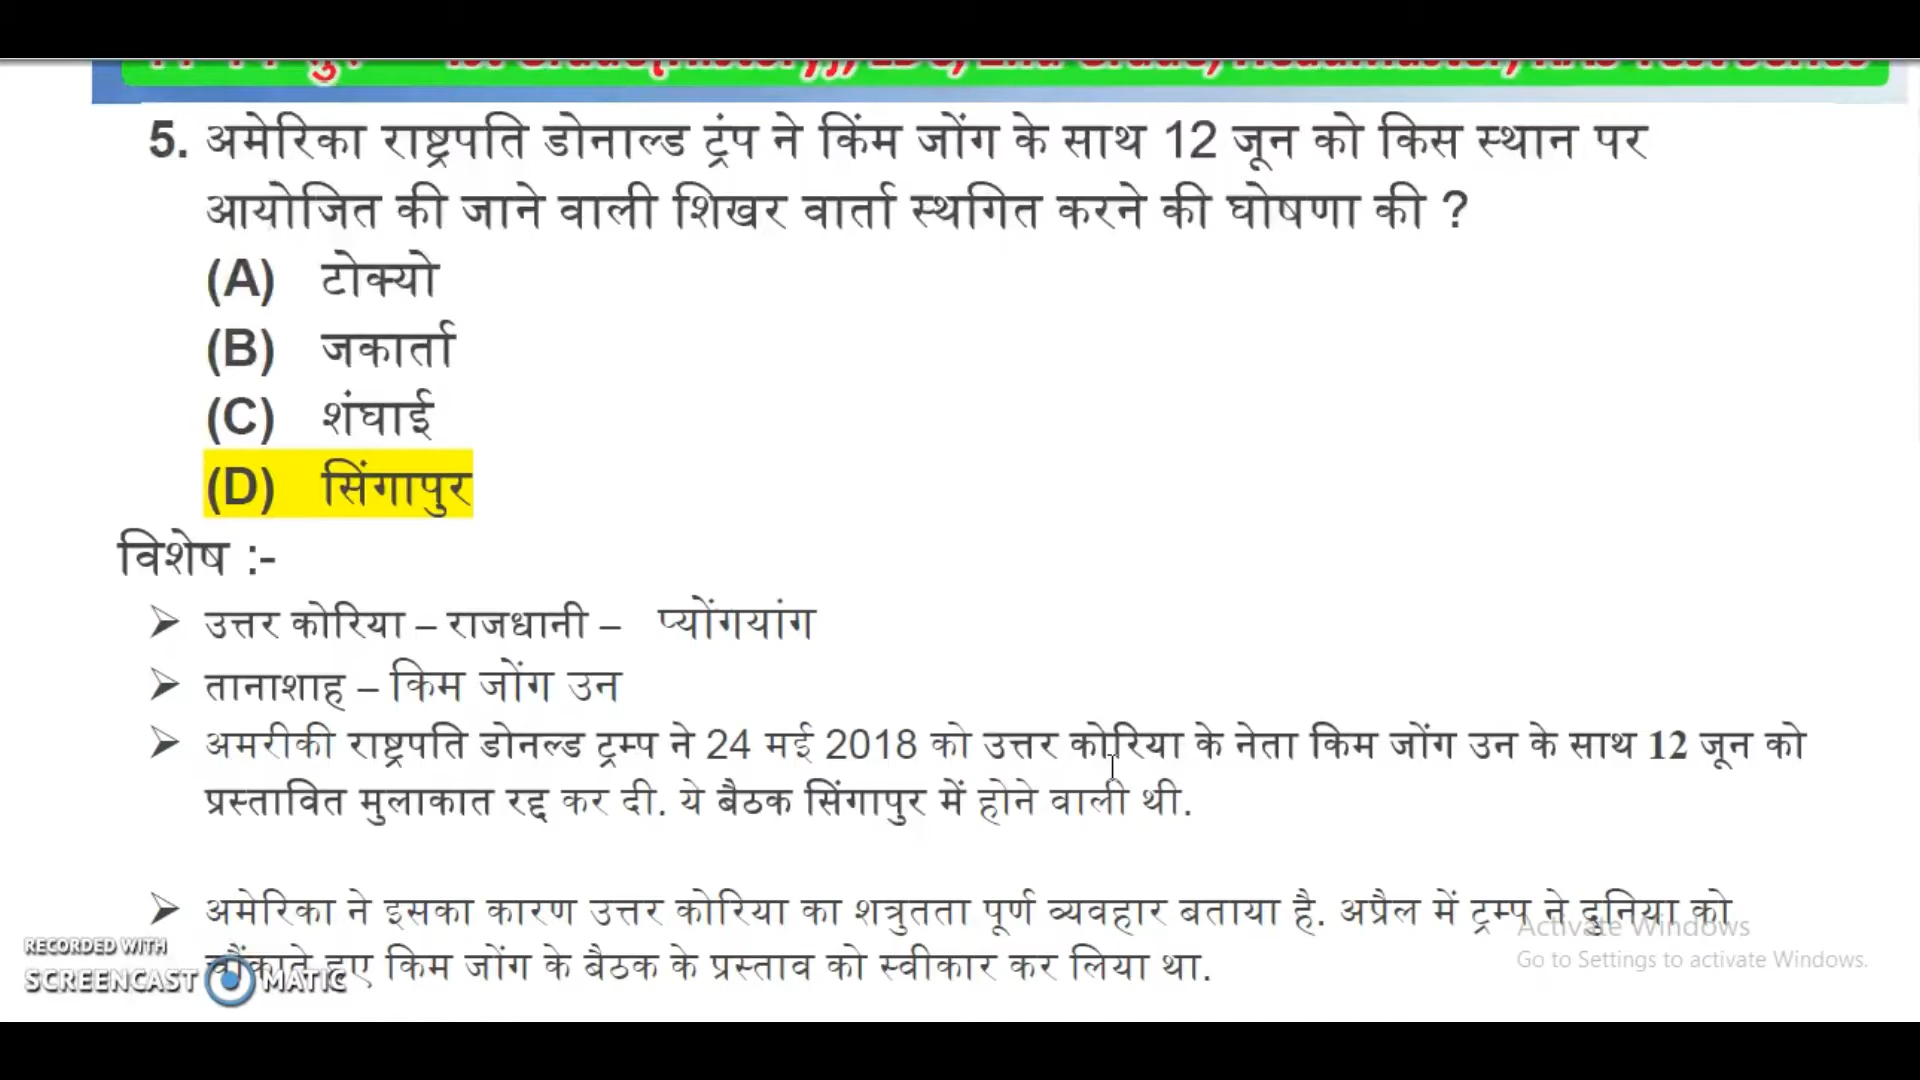 5. अमेरिका राष्ट्रपति डोनाल्ड ट्रंप ने किंम जोंग के साथ 12 जून को किस स्थान पर
आयोजित की जाने वाली शिखर वार्ता स्थगित करने की घोषणा की ?
(A) टोक्यो
(B) जकार्ता
(C) शंघाई
(D) सिंगापुर
विशेष :-
➢ उत्तर कोरिया – राजधानी – प्योंगयांग
➢ तानाशाह – किम जोंग उन
➢ अमरीकी राष्ट्रपति डोनल्ड ट्रम्प ने 24 मई 2018 को उत्तर कोरिया के नेता किम जोंग उन के साथ 12 जून को
प्रस्तावित मुलाकात रद्द कर दी. ये बैठक सिंगापुर में होने वाली थी.
➢ अमेरिका ने इसका कारण उत्तर कोरिया का शत्रुतता पूर्ण व्यवहार बताया है. अप्रैल में ट्रम्प ने दुनिया को
चौंकाते हुए किम जोंग के बैठक के प्रस्ताव को स्वीकार कर लिया था.
Activate Windows
Go to Settings to activate Windows.
RECORDED WITH
SCREENCAST MATIC